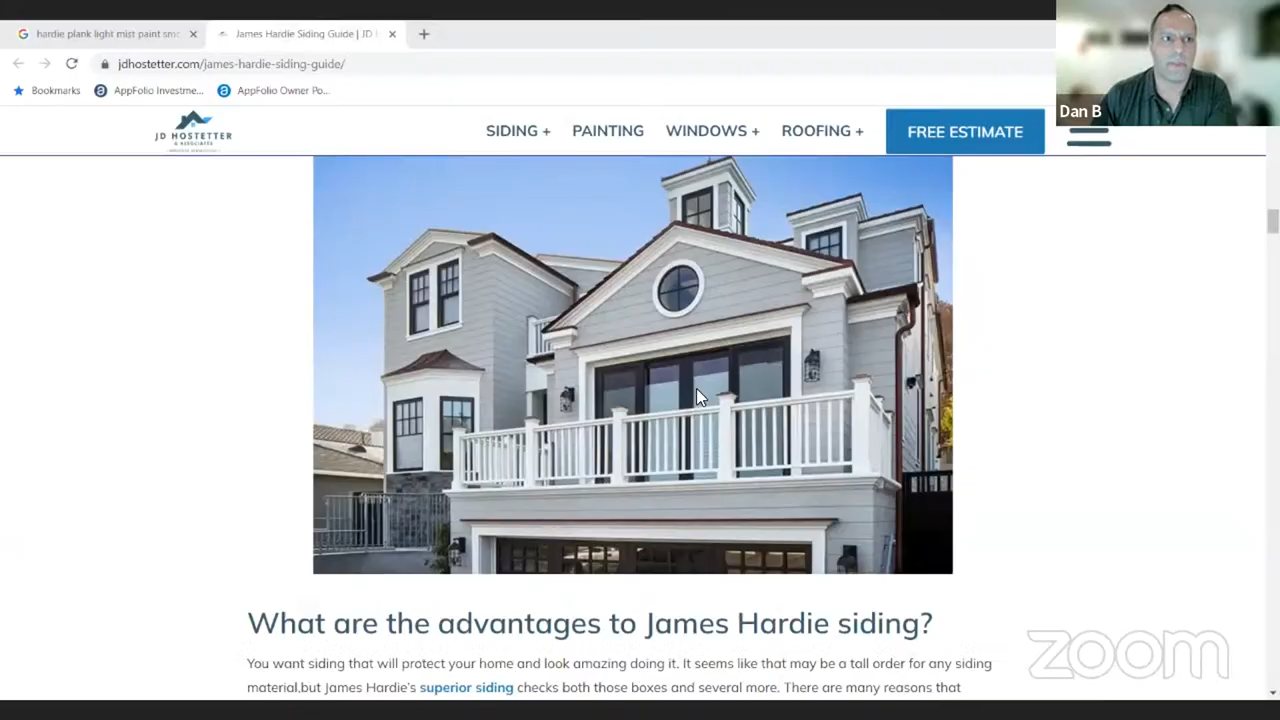 hardie plank light mist paint smo
James Hardie Siding Guide | JD
jdhostetter.com/james-hardie-siding-guide/
Bookmarks
AppFolio Investme...
AppFolio Owner Po...
Dan B
JD HOSTETTER
& ASSOCIATES
SIDING +
PAINTING
WINDOWS +
ROOFING +
FREE ESTIMATE
What are the advantages to James Hardie siding?
You want siding that will protect your home and look amazing doing it. It seems like that may be a tall order for any siding
material,but James Hardie's superior siding checks both those boxes and several more. There are many reasons that
zoom